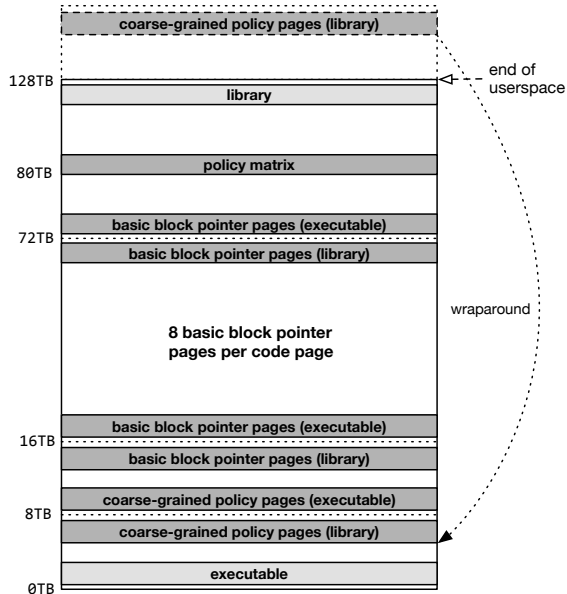 coarse-grained policy pages (library)
end of
userspace
128TB
library
policy matrix
80TB
basic block pointer pages (executable)
72TB
basic block pointer pages (library)
wraparound
8 basic block pointer
pages per code page
basic block pointer pages (executable)
16TB
basic block pointer pages (library)
coarse-grained policy pages (executable)
8TB
coarse-grained policy pages (library)
executable
0TB